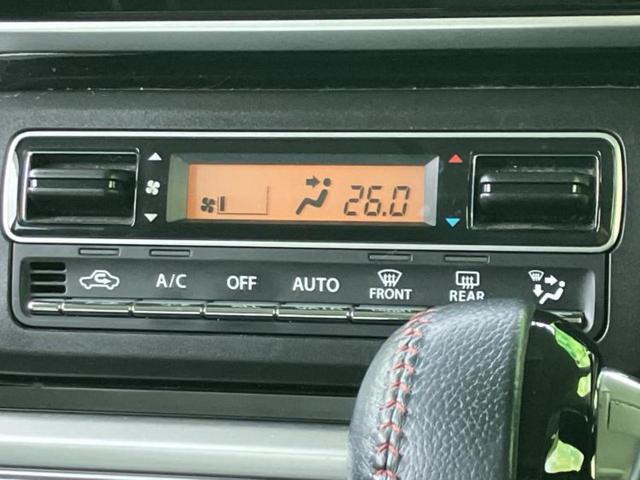 26.0
A/C OFF AUTO FRONT REAR